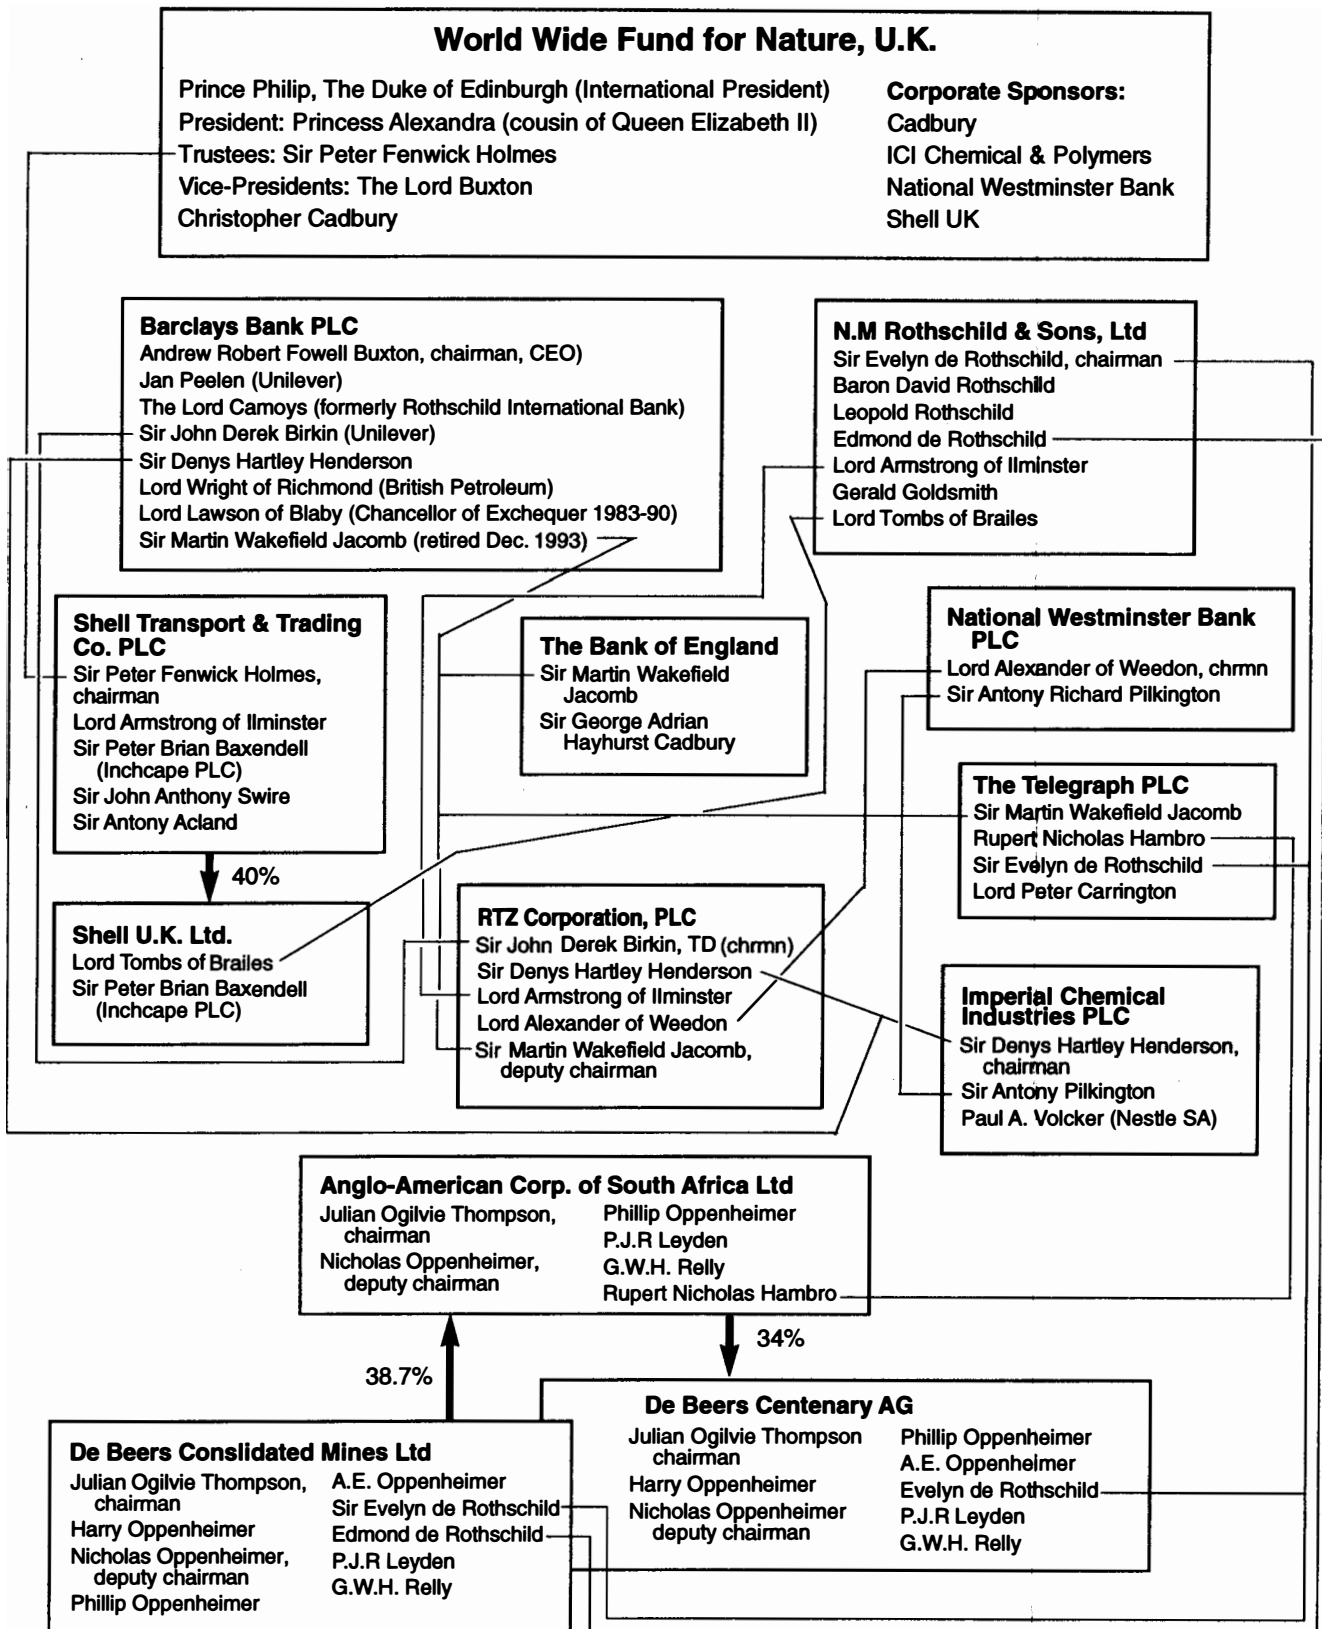 World Wide Fund for Nature, U.K.
Prince Philip, The Duke of Edinburgh (International President)
President: Princess Alexandra (cousin of Queen Elizabeth II)
Trustees: Sir Peter Fenwick Holmes
Vice-Presidents: The Lord Buxton
Christopher Cadbury
Corporate Sponsors:
Cadbury
ICI Chemical & Polymers
National Westminster Bank
Shell UK
Barclays Bank PLC
Andrew Robert Fowell Buxton, chairman, CEO)
Jan Peelen (Unilever)
The Lord Camoys (formerly Rothschild International Bank)
Sir John Derek Birkin (Unilever)
Sir Denys Hartley Henderson
Lord Wright of Richmond (British Petroleum)
Lord Lawson of Blaby (Chancellor of Exchequer 1983-90)
Sir Martin Wakefield Jacomb (retired Dec. 1993)
N.M Rothschild & Sons, Ltd
Sir Evelyn de Rothschild, chairman
Baron David Rothschild
Leopold Rothschild
Edmond de Rothschild
Lord Armstrong of Ilminster
Gerald Goldsmith
Lord Tombs of Brailes
Shell Transport & Trading
Co. PLC
Sir Peter Fenwick Holmes,
chairman
Lord Armstrong of Ilminster
Sir Peter Brian Baxendell
(Inchcape PLC)
Sir John Anthony Swire
Sir Antony Acland
The Bank of England
Sir Martin Wakefield
Jacomb
Sir George Adrian
Hayhurst Cadbury
National Westminster Bank
PLC
Lord Alexander of Weedon, chrmn
Sir Antony Richard Pilkington
The Telegraph PLC
Sir Martin Wakefield Jacomb
Rupert Nicholas Hambro
Sir Evelyn de Rothschild
Lord Peter Carrington
40%
Shell U.K. Ltd.
Lord Tombs of Brailes
Sir Peter Brian Baxendell
(Inchcape PLC)
RTZ Corporation, PLC
Sir John Derek Birkin, TD (chrmn)
Sir Denys Hartley Henderson
Lord Armstrong of Ilminster
Lord Alexander of Weedon
Sir Martin Wakefield Jacomb,
deputy chairman
Imperial Chemical
Industries PLC
Sir Denys Hartley Henderson,
chairman
Sir Antony Pilkington
Paul A. Volcker (Nestle SA)
Anglo-American Corp. of South Africa Ltd
Julian Ogilvie Thompson,
chairman
Nicholas Oppenheimer,
deputy chairman
Phillip Oppenheimer
P.J.R Leyden
G.W.H. Relly
Rupert Nicholas Hambro
38.7%
34%
De Beers Conslidated Mines Ltd
Julian Ogilvie Thompson,
chairman
Harry Oppenheimer
Nicholas Oppenheimer,
deputy chairman
Phillip Oppenheimer
A.E. Oppenheimer
Sir Evelyn de Rothschild
Edmond de Rothschild
P.J.R Leyden
G.W.H. Relly
De Beers Centenary AG
Julian Ogilvie Thompson
chairman
Harry Oppenheimer
Nicholas Oppenheimer
deputy chairman
Phillip Oppenheimer
A.E. Oppenheimer
Evelyn de Rothschild
P.J.R Leyden
G.W.H. Relly